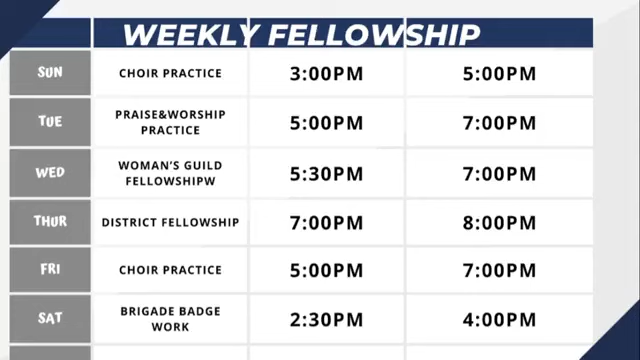 WEEKLY FELLOWSHIP
SUN CHOIR PRACTICE 3:00PM 5:00PM
TUE PRAISE&WORSHIP PRACTICE 5:00PM 7:00PM
WED WOMAN'S GUILD FELLOWSHIPW 5:30PM 7:00PM
THUR DISTRICT FELLOWSHIP 7:00PM 8:00PM
FRI CHOIR PRACTICE 5:00PM 7:00PM
SAT BRIGADE BADGE WORK 2:30PM 4:00PM